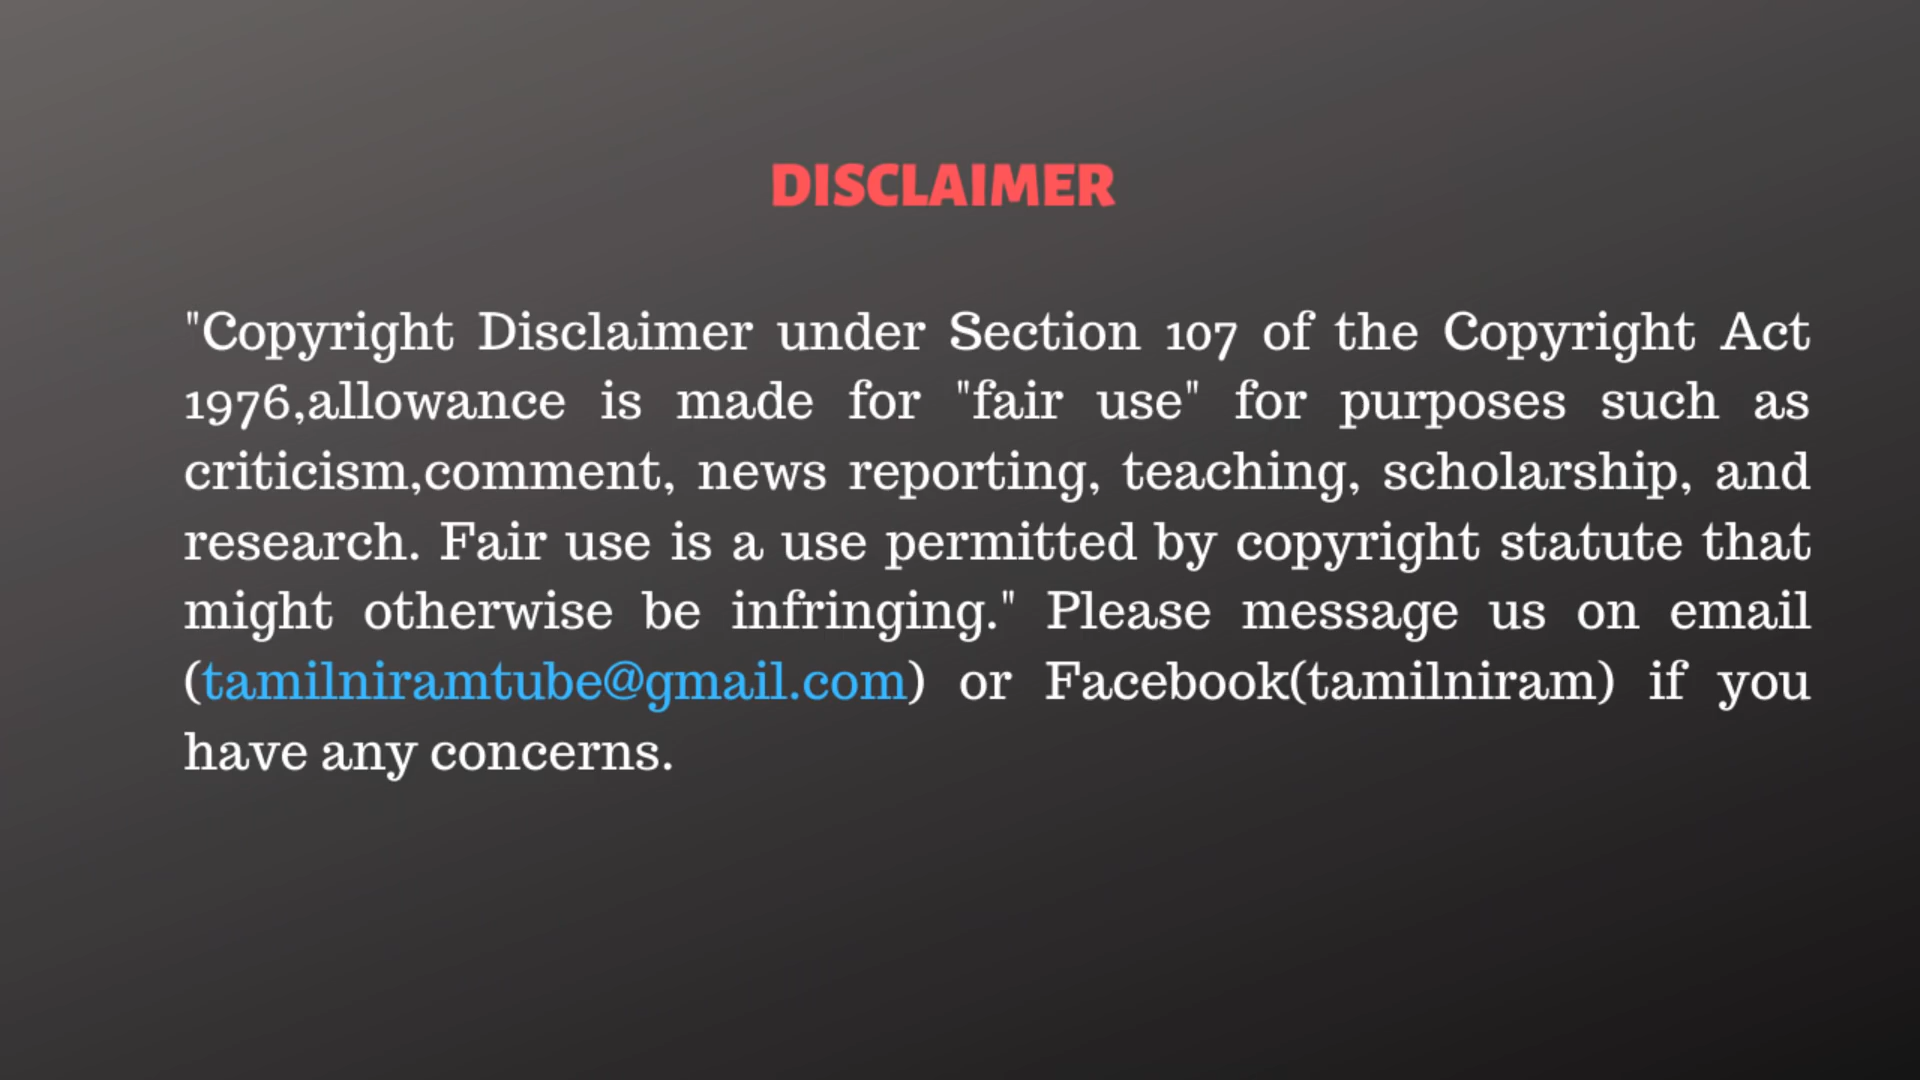 DISCLAIMER
"Copyright Disclaimer under Section 107 of the Copyright Act
1976,allowance is made for "fair use" for purposes such as
criticism,comment, news reporting, teaching, scholarship, and
research. Fair use is a use permitted by copyright statute that
might otherwise be infringing." Please message us on email
(tamilniramtube@gmail.com) or Facebook(tamilniram) if you
have any concerns.